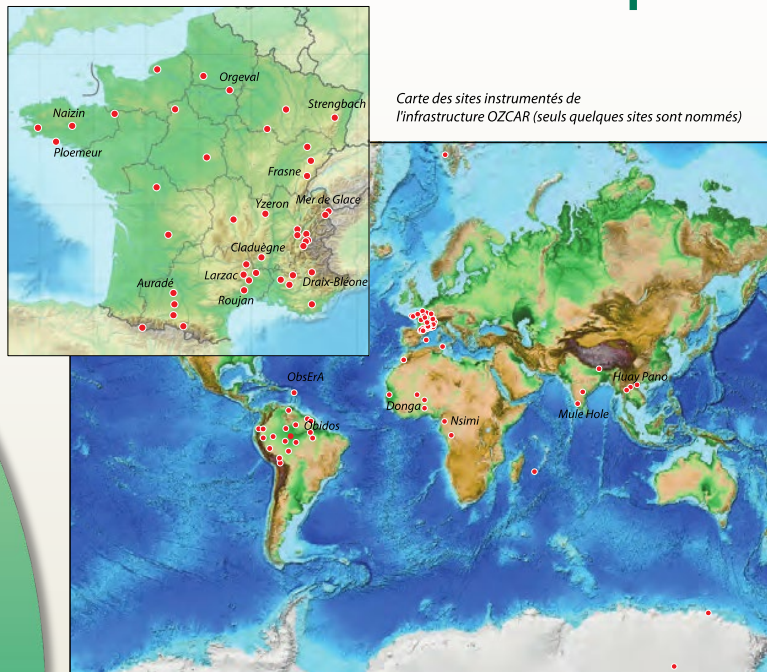 Carte des sites instrumentés de
l'infrastructure OZCAR (seuls quelques sites sont nommés)
Orgeval
Strengbach
Naizin
Ploemeur
Frasne
Yzeron
Mer de Glace
Claduègne
Larzac
Auradé
Draix-Bléone
Roujan
ObsErA
Huay Pano
Donga
Mule Hole
Nsimi
Obidos